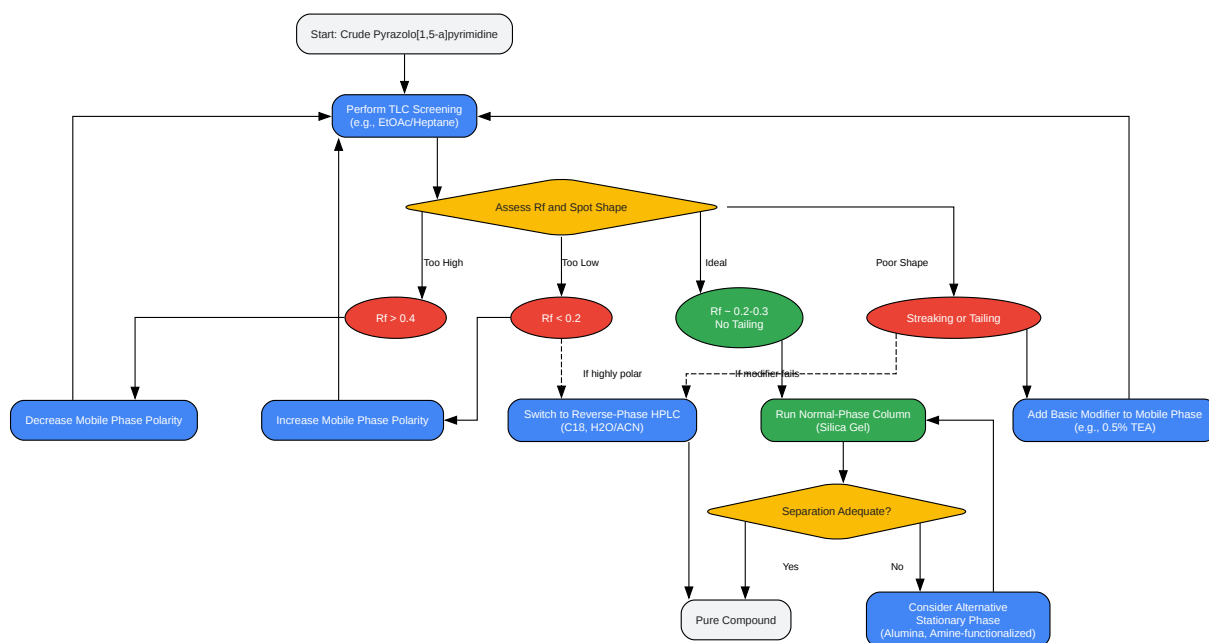 Start: Crude Pyrazolo[1,5-a]pyrimidine
Perform TLC Screening
(e.g., EtOAc/Heptane)
Assess Rf and Spot Shape
Too High
Too Low
Ideal
Poor Shape
Rf > 0.4
Rf < 0.2
Rf ~ 0.2-0.3
No Tailing
Streaking or Tailing
If highly polar
If modifier fails
Decrease Mobile Phase Polarity
Increase Mobile Phase Polarity
Switch to Reverse-Phase HPLC
(C18, H2O/ACN)
Run Normal-Phase Column
(Silica Gel)
Add Basic Modifier to Mobile Phase
(e.g., 0.5% TEA)
Separation Adequate?
Yes
No
Pure Compound
Consider Alternative
Stationary Phase
(Alumina, Amine-functionalized)